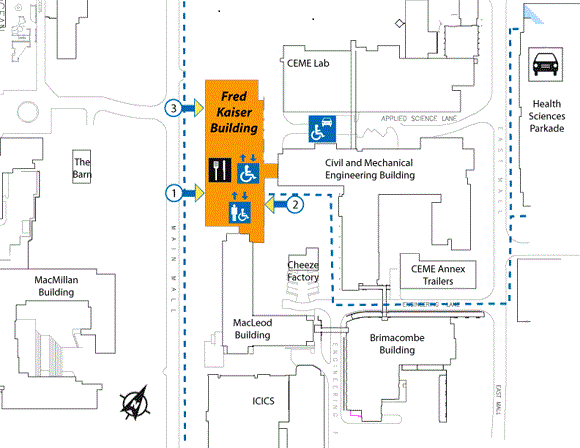 OCEAN
CEME Lab
Fred
Kaiser
Building
3
APPLIED SCIENCE LANE
Health
Sciences
Parkade
EAST MALL
The
Barn
Civil and Mechanical
Engineering Building
1
2
MAIN MALL
Cheeze
Factory
CEME Annex
Trailers
MacMillan
Building
ENGINEERING LANE
MacLeod
Building
Brimacombe
Building
ENGINEERING
EAST MALL
ICICS